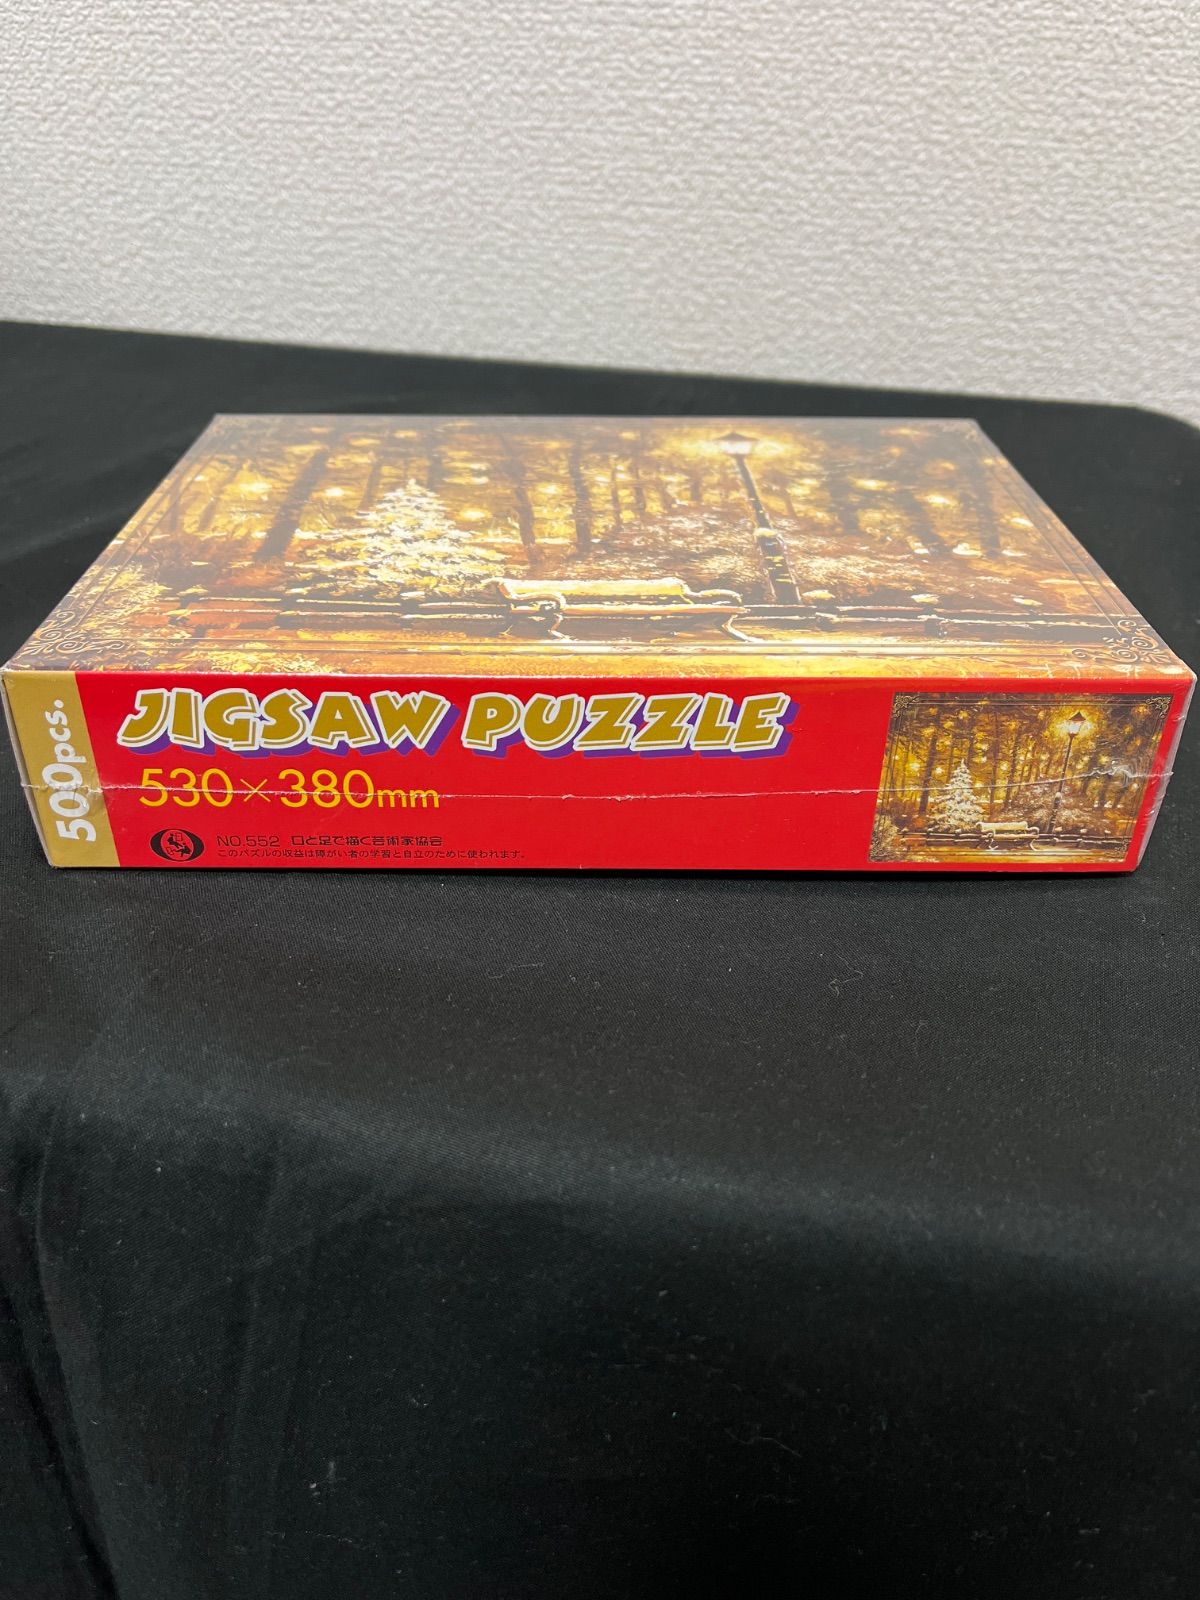 500pcs.
JIGSAW PUZZLE
530×380mm
NO.552 口と足で描く芸術家協会
このパズルの収益は障がい者の学習と自立のために使われます。